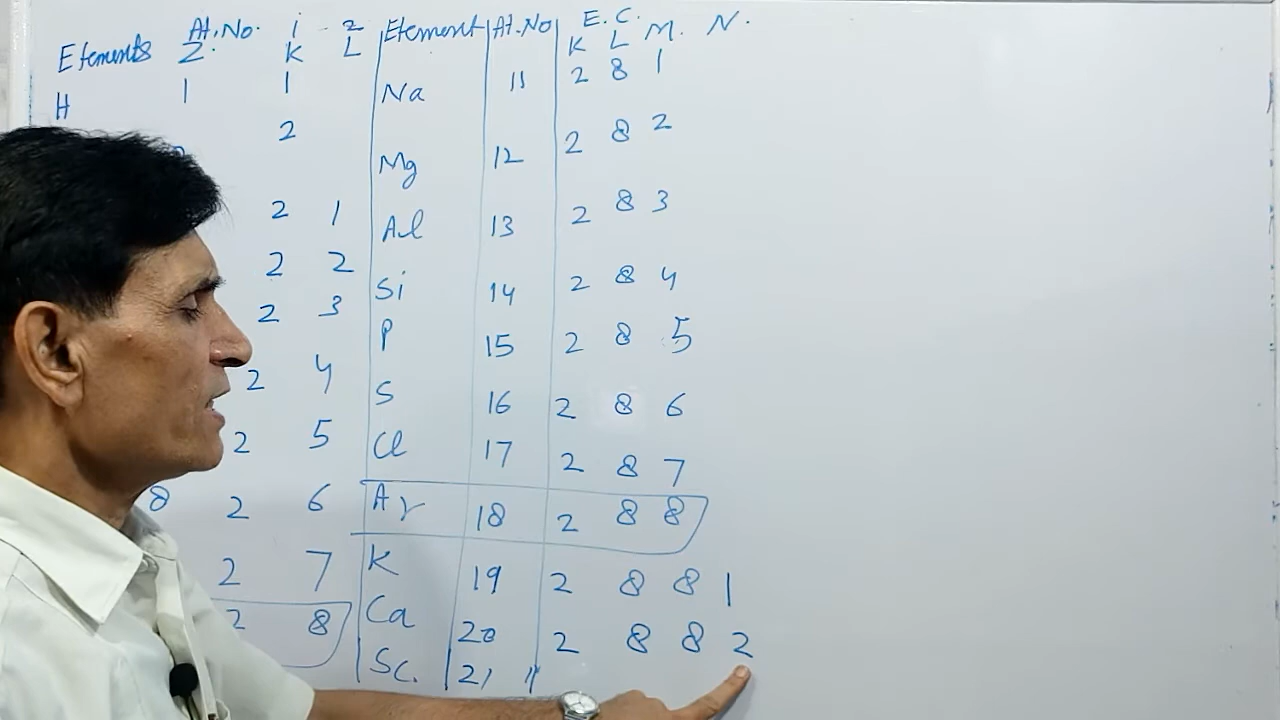 At.No. 1 - 2 Element At.No E.C.
Elements Z. K L K L M. N.
H 1 1 Na 11 2 8 1
2 Mg 12 2 8 2
2 1 Al 13 2 8 3
2 2 Si 14 2 8 4
2 3 P 15 2 8 5
2 4 S 16 2 8 6
2 5 Cl 17 2 8 7
8 2 6 Ar 18 2 8 8
2 7 K 19 2 8 8 1
2 8 Ca 20 2 8 8 2
Sc. 21